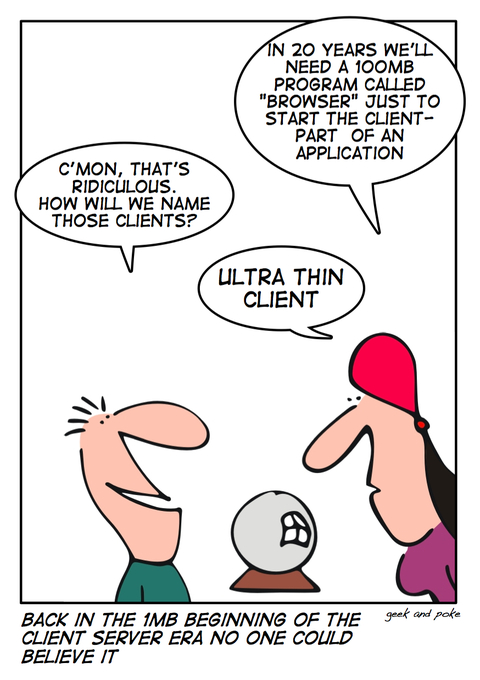 IN 20 YEARS WE'LL
NEED A 100MB
PROGRAM CALLED
"BROWSER" JUST TO
START THE CLIENT-
PART OF AN
APPLICATION
C'MON, THAT'S
RIDICULOUS.
HOW WILL WE NAME
THOSE CLIENTS?
ULTRA THIN
CLIENT
BACK IN THE 1MB BEGINNING OF THE
CLIENT SERVER ERA NO ONE COULD
BELIEVE IT
geek and poke